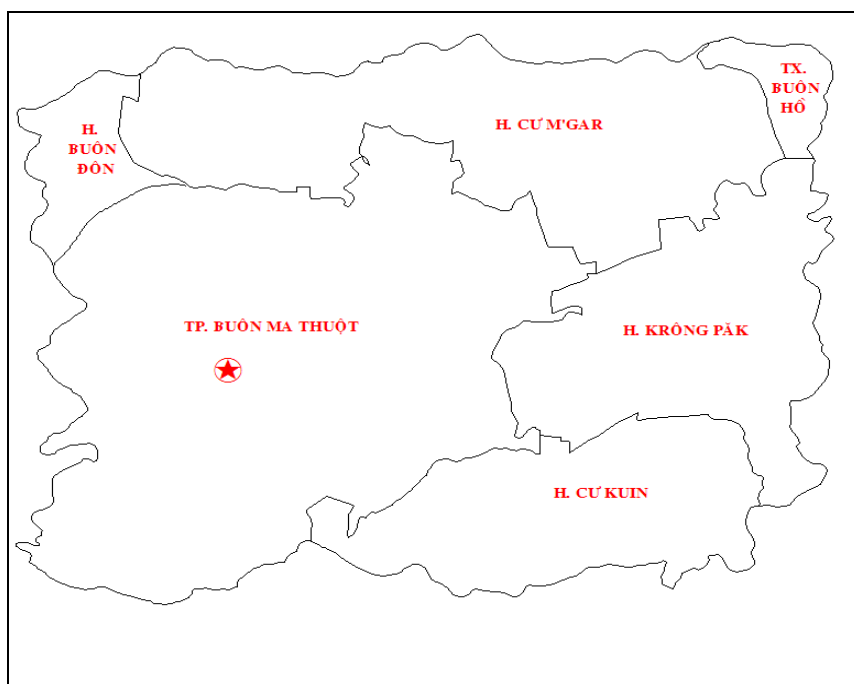 TX.
BUÔN
HỒ
H. CƯ M'GAR
H.
BUÔN
ĐÔN
TP. BUÔN MA THUỘT
H. KRÔNG PĂK
H. CƯ KUIN